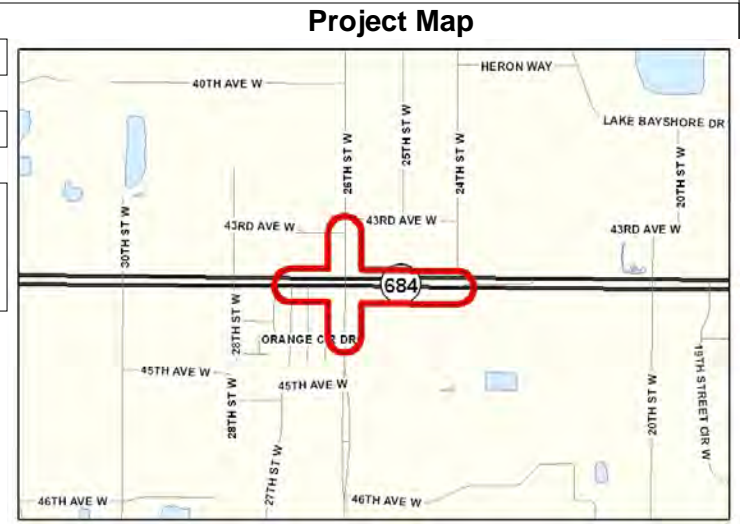 Project Map
HERON WAY
40TH AVE W
LAKE BAYSHORE DR
25TH ST W
26TH ST W
24TH ST W
20TH ST W
43RD AVE W
43RD AVE W
43RD AVE W
30TH ST W
684
28TH ST W
ORANGE CIR DR
45TH AVE W
45TH AVE W
28TH ST W
20TH ST W
19TH STREET CIR W
27TH ST W
46TH AVE W
46TH AVE W